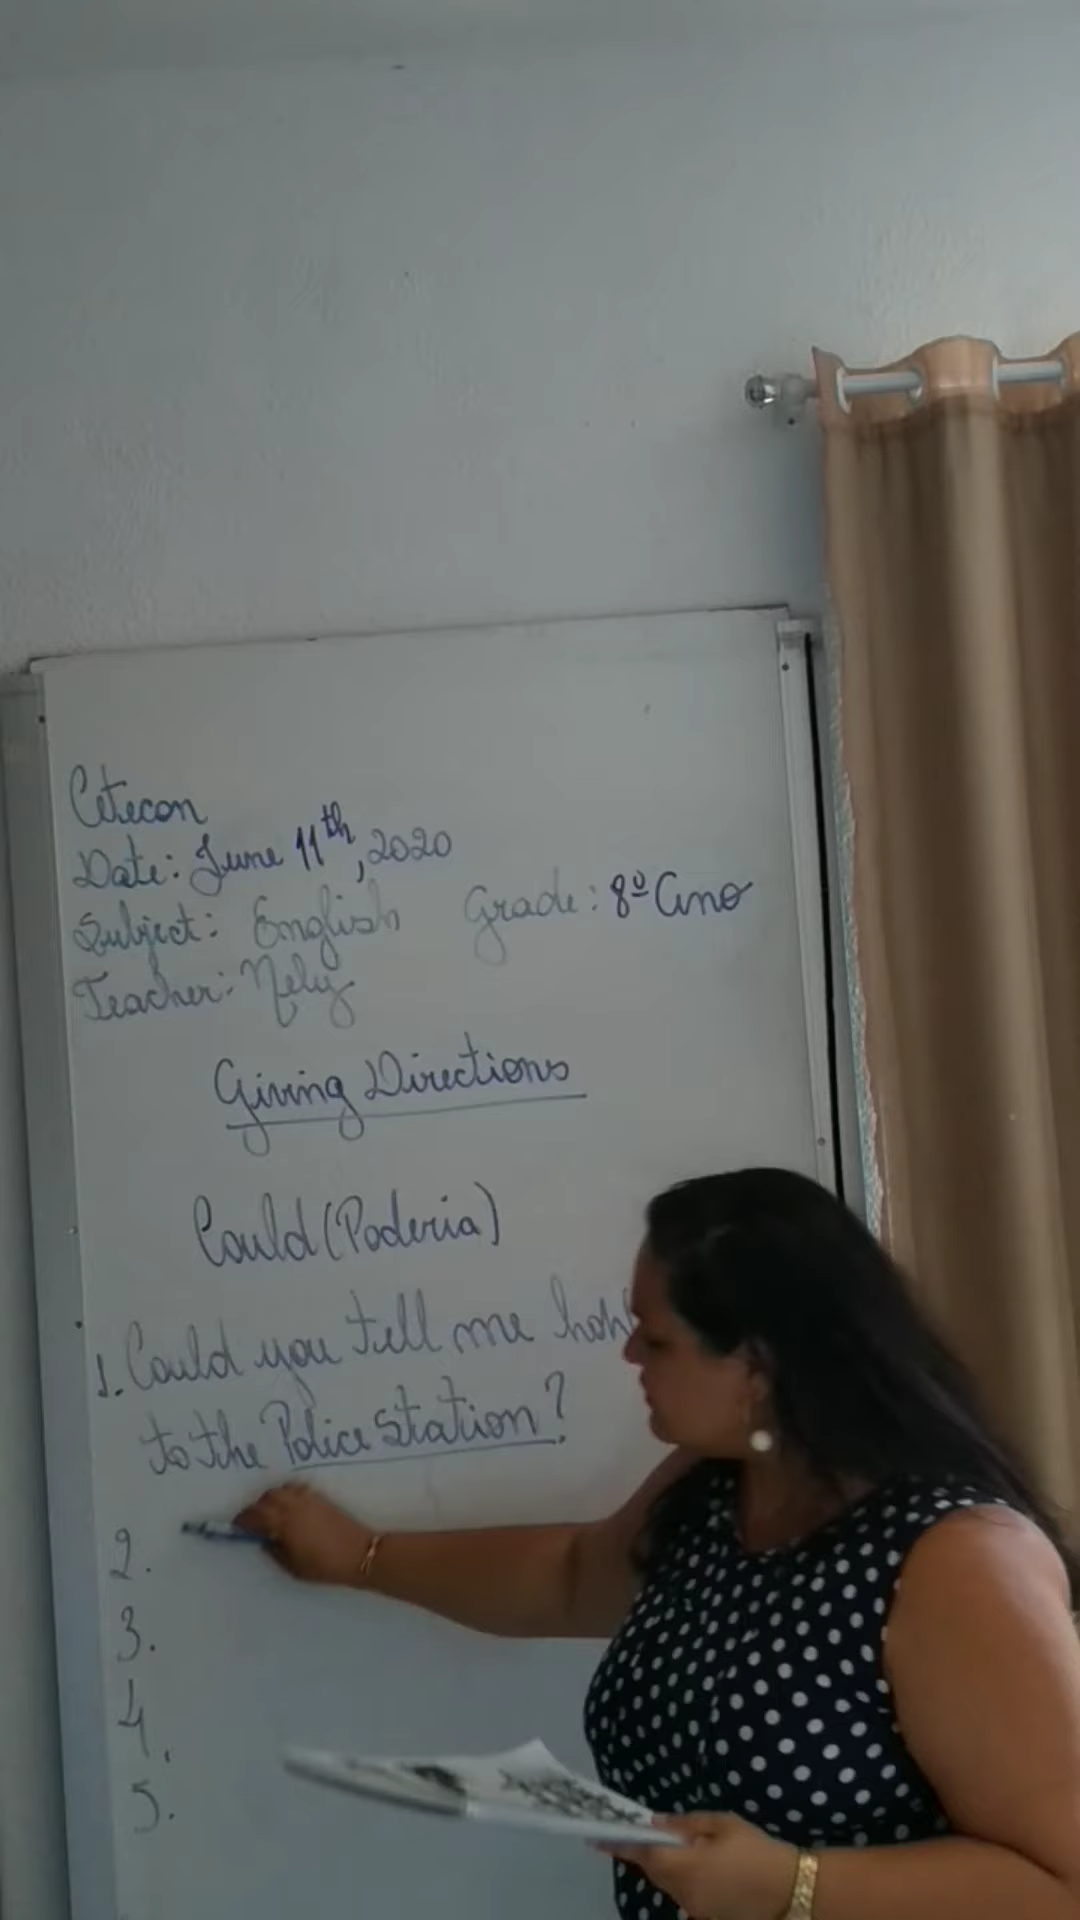 Citecon
Date: June 11th, 2020
Subject: English Grade: 8º Ano
Teacher: Nely
Giving Directions
Could (Poderia)
1. Could you tell me how
to the Police Station?
2.
3.
4.
5.